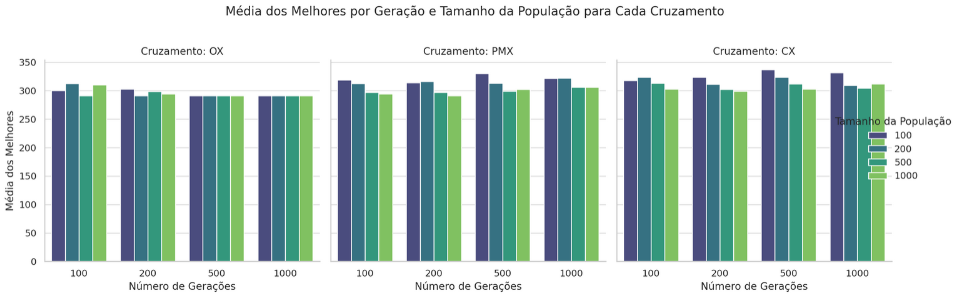 Média dos Melhores por Geração e Tamanho da População para Cada Cruzamento
Cruzamento: OX
Cruzamento: PMX
Cruzamento: CX
Média dos Melhores
350
300
250
200
150
100
50
0
100 200 500 1000
100 200 500 1000
100 200 500 1000
Número de Gerações
Número de Gerações
Número de Gerações
Tamanho da População
100
200
500
1000